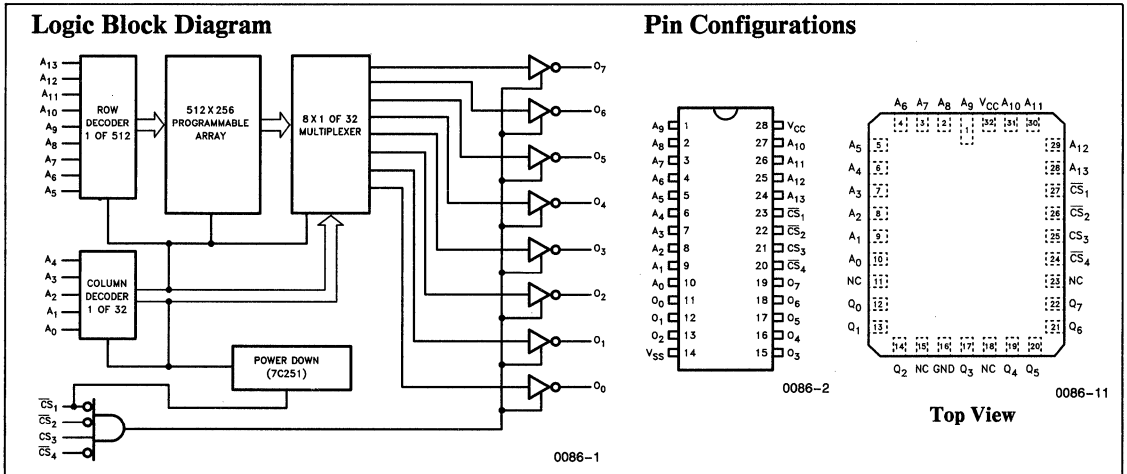 Logic Block Diagram
A13
A12
A11
A10
A9
A8
A7
A6
A5
ROW
DECODER
1 OF 512
512 X 256
PROGRAMMABLE
ARRAY
8 X 1 OF 32
MULTIPLEXER
A4
A3
A2
A1
A0
COLUMN
DECODER
1 OF 32
POWER DOWN
(7C251)
CS1
CS2
CS3
CS4
O7
O6
O5
O4
O3
O2
O1
O0
0086-1
Pin Configurations
A9 1 28 VCC
A8 2 27 A10
A7 3 26 A11
A6 4 25 A12
A5 5 24 A13
A4 6 23 CS1
A3 7 22 CS2
A2 8 21 CS3
A1 9 20 CS4
A0 10 19 O7
O0 11 18 O6
O1 12 17 O5
O2 13 16 O4
VSS 14 15 O3
0086-2
A6 A7 A8 A9 VCC A10 A11
4 3 2 32 31 30
A5 5 29 A12
A4 6 28 A13
A3 7 27 CS1
A2 8 26 CS2
A1 9 25 CS3
A0 10 24 CS4
NC 11 23 NC
Q0 12 22 Q7
Q1 13 21 Q6
14 15 16 17 18 19 20
Q2 NC GND Q3 NC Q4 Q5
0086-11
Top View